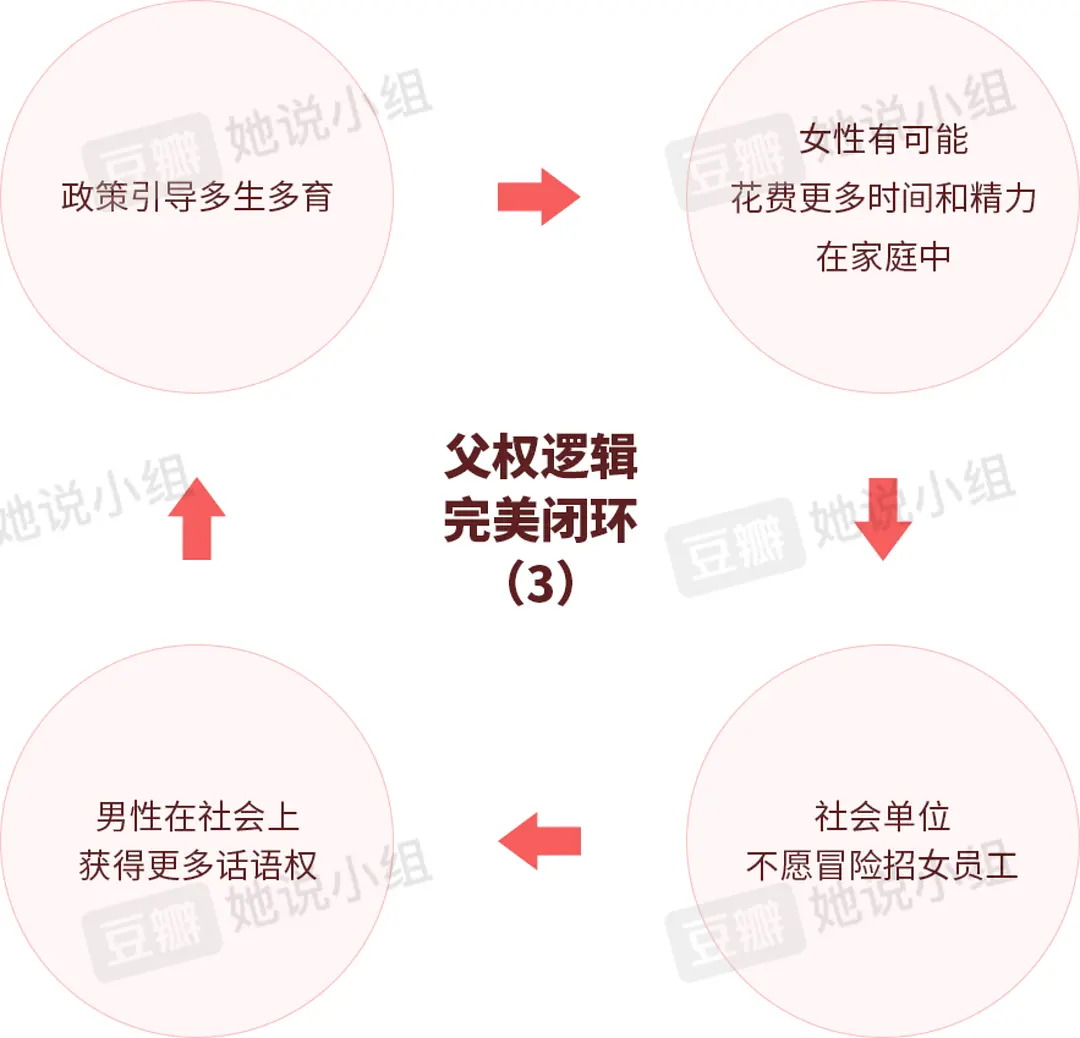 政策引导多生多育
女性有可能
花费更多时间和精力
在家庭中
父权逻辑
完美闭环
（3）
男性在社会上
获得更多话语权
社会单位
不愿冒险招女员工
豆瓣 她说小组
豆瓣 她说小组
她说小组
豆瓣 她说小组
豆瓣 她说小组
豆瓣 她说小组